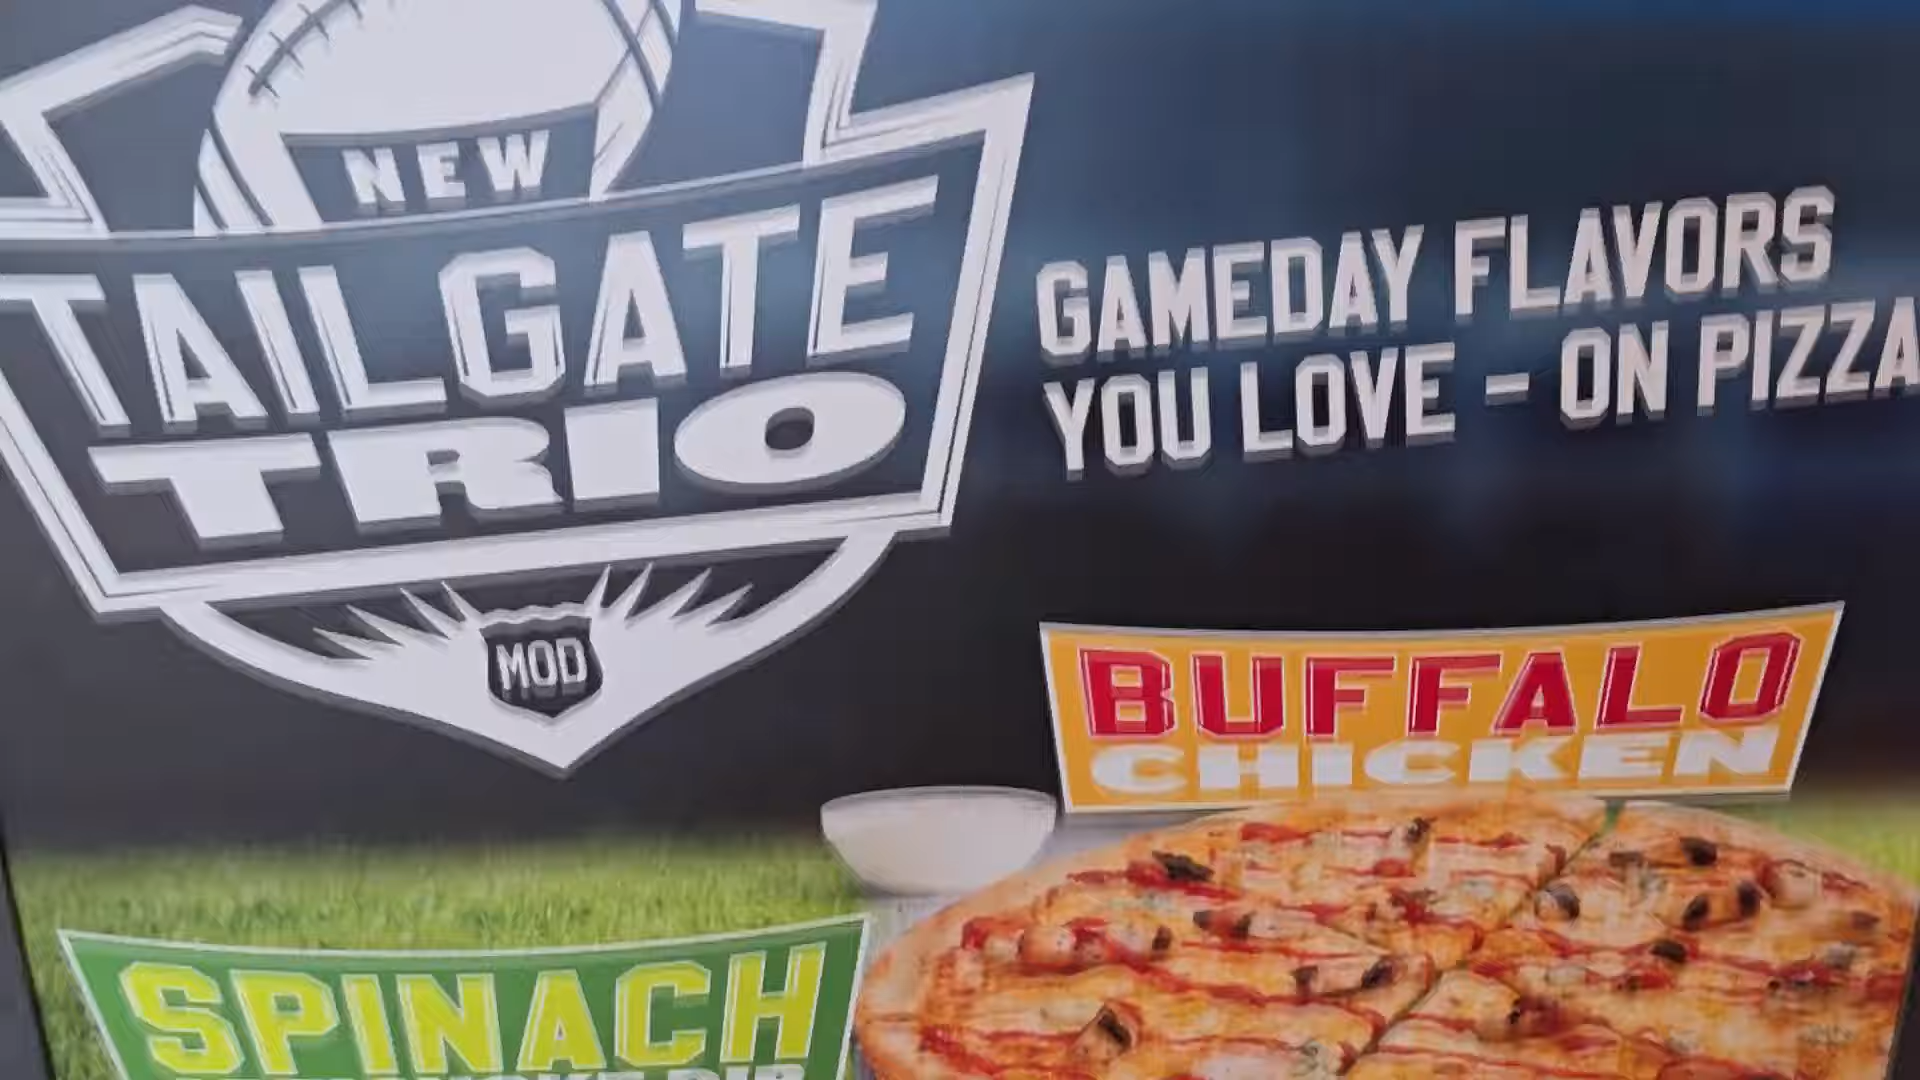 NEW
TAILGATE
TRIO
MOD
GAMEDAY FLAVORS
YOU LOVE - ON PIZZA
BUFFALO
CHICKEN
SPINACH